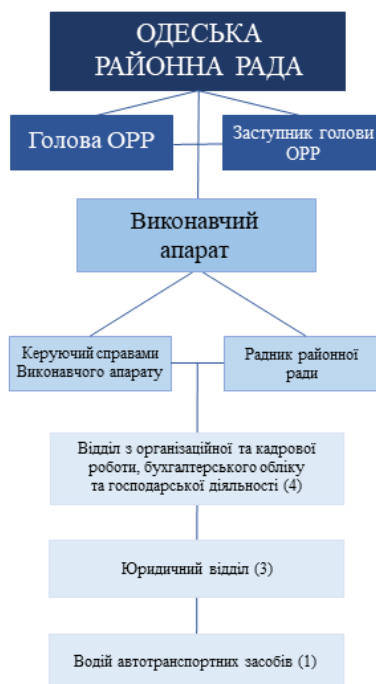 ОДЕСЬКА
РАЙОННА РАДА
Голова ОРР
Заступник голови
ОРР
Виконавчий
апарат
Керуючий справами
Виконавчого апарату
Радник районної
ради
Відділ з організаційної та кадрової
роботи, бухгалтерського обліку
та господарської діяльності (4)
Юридичний відділ (3)
Водій автотранспортних засобів (1)